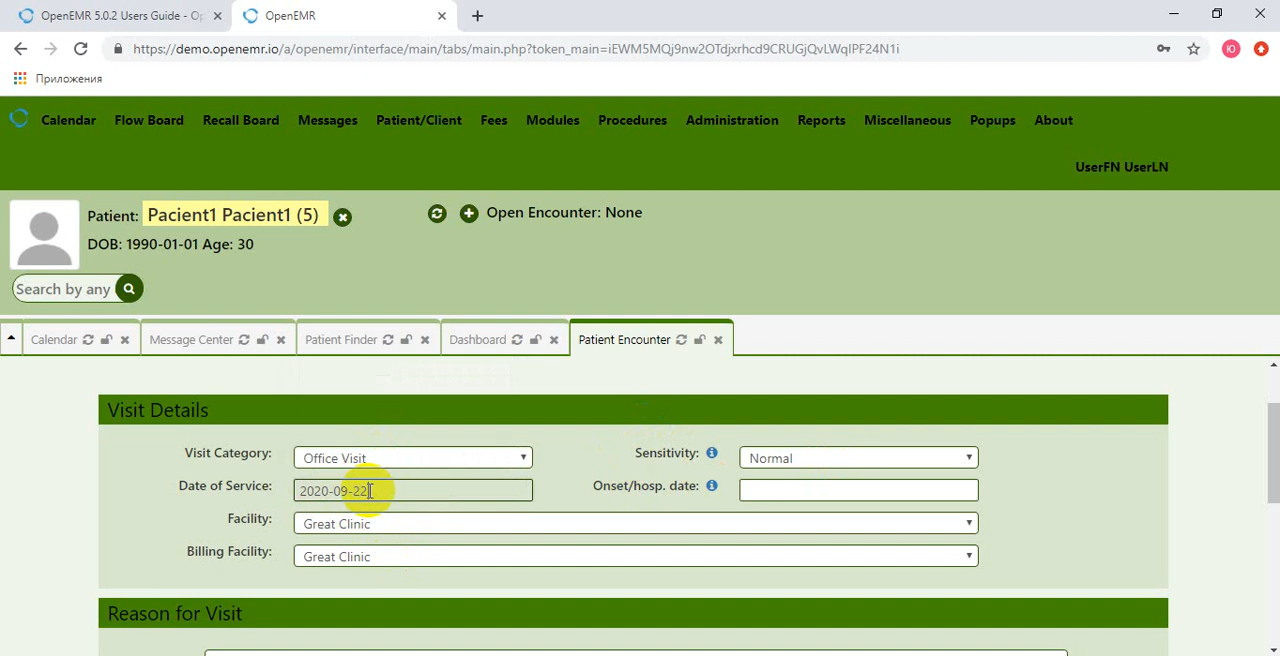 OpenEMR 5.0.2 Users Guide - Op
OpenEMR
https://demo.openemr.io/a/openemr/interface/main/tabs/main.php?token_main=iEWM5MQj9nw2OTdjxrhcd9CRUGjQvLWqlPF24N1i
Ю
Приложения
Calendar Flow Board Recall Board Messages Patient/Client Fees Modules Procedures Administration Reports Miscellaneous Popups About
UserFN UserLN
Patient: Pacient1 Pacient1 (5)
Open Encounter: None
DOB: 1990-01-01 Age: 30
Search by any
Calendar Message Center Patient Finder Dashboard Patient Encounter
Visit Details
Visit Category: Office Visit Sensitivity: Normal
Date of Service: 2020-09-22 Onset/hosp. date:
Facility: Great Clinic
Billing Facility: Great Clinic
Reason for Visit